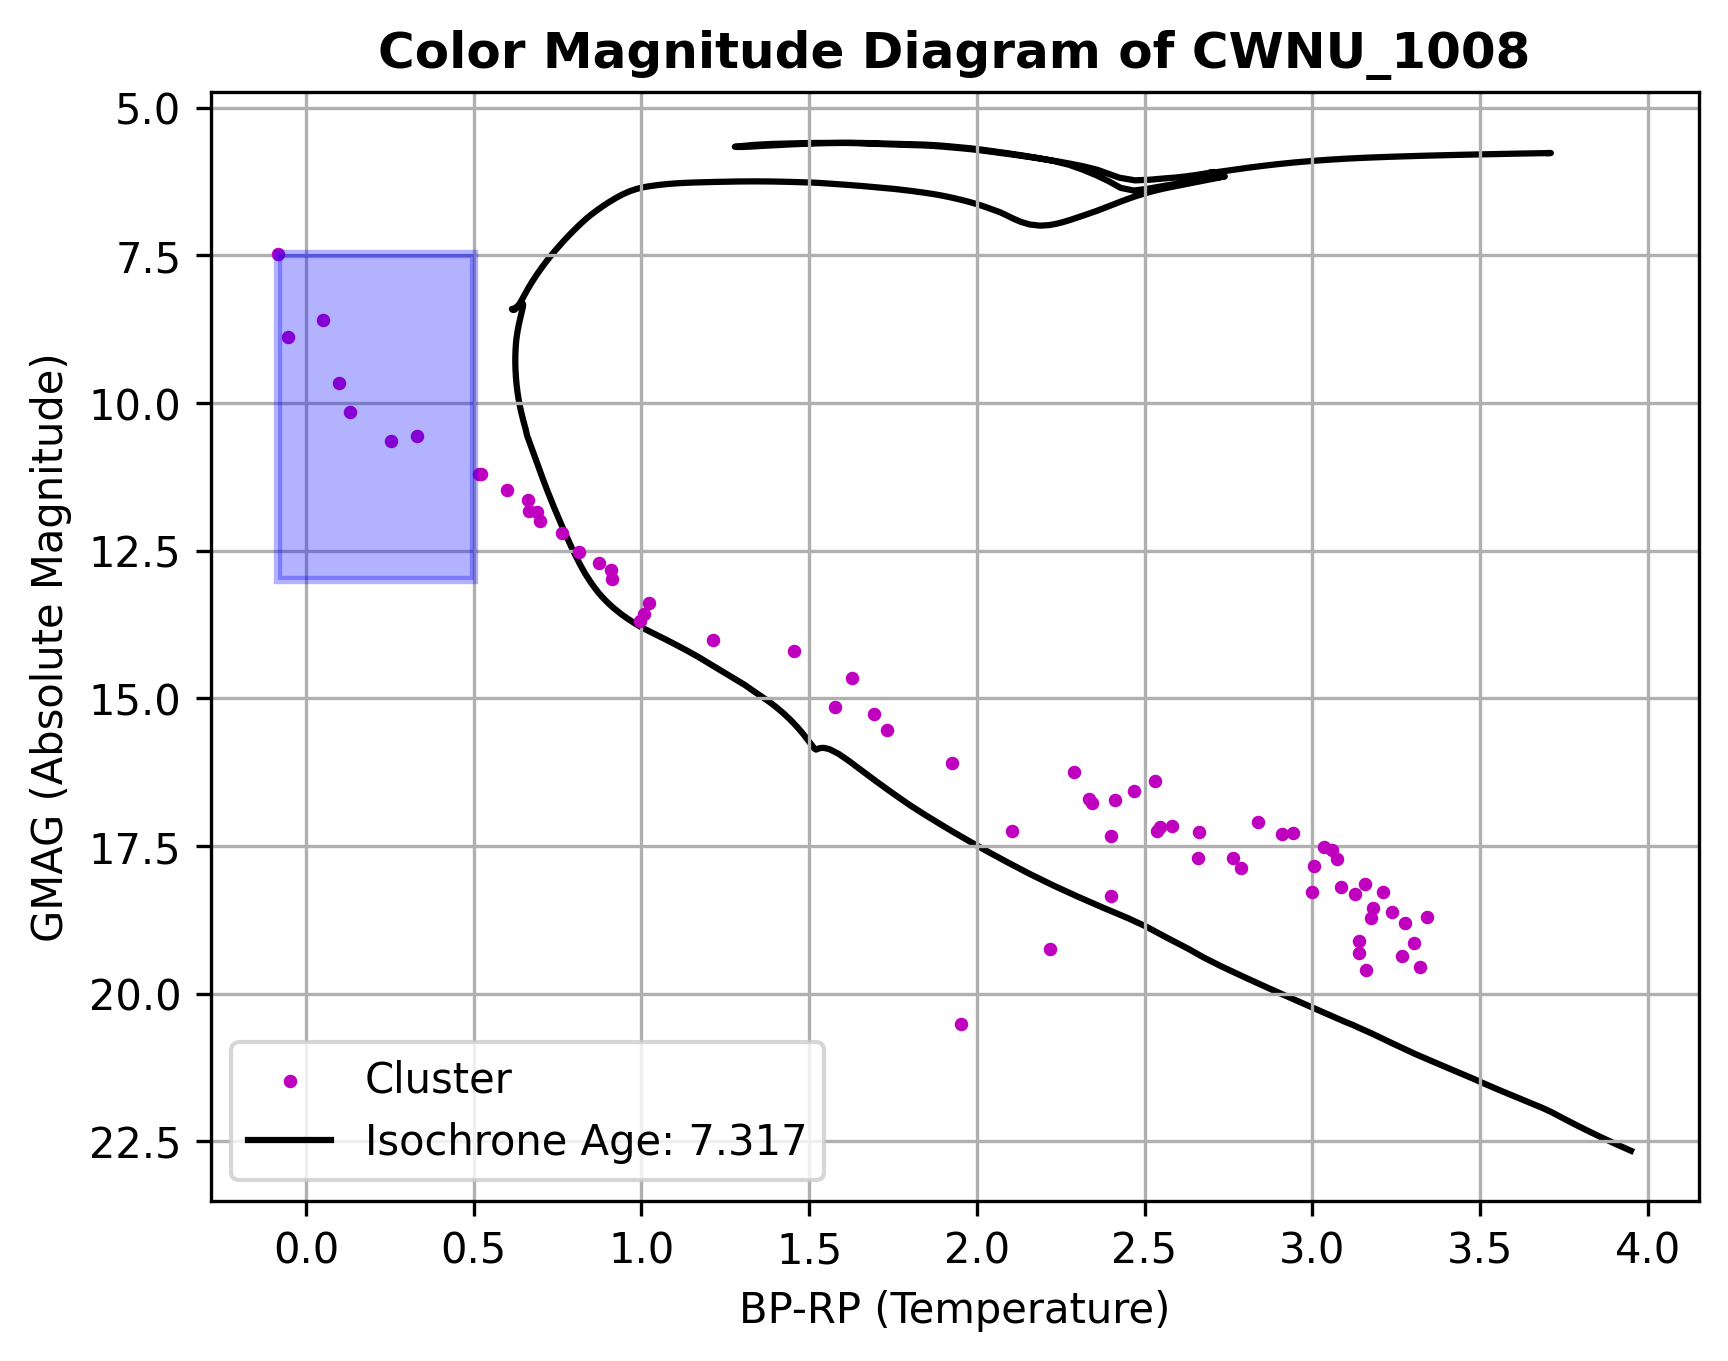 Color Magnitude Diagram of CWNU_1008
GMAG (Absolute Magnitude)
5.0
7.5
10.0
12.5
15.0
17.5
20.0
22.5
Cluster
Isochrone Age: 7.317
0.0 0.5 1.0 1.5 2.0 2.5 3.0 3.5 4.0
BP-RP (Temperature)